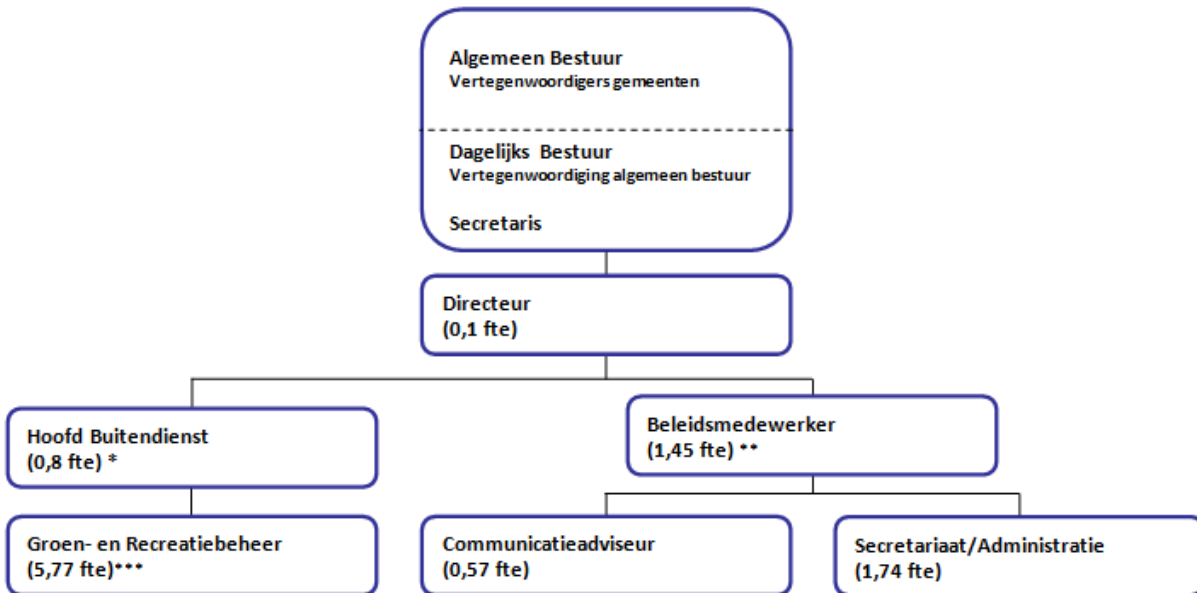 Algemeen Bestuur
Vertegenwoordigers gemeenten
Dagelijks Bestuur
Vertegenwoordiging algemeen bestuur
Secretaris
Directeur
(0,1 fte)
Hoofd Buitendienst
(0,8 fte) *
Beleidsmedewerker
(1,45 fte) **
Groen- en Recreatiebeheer
(5,77 fte)***
Communicatieadviseur
(0,57 fte)
Secretariaat/Administratie
(1,74 fte)